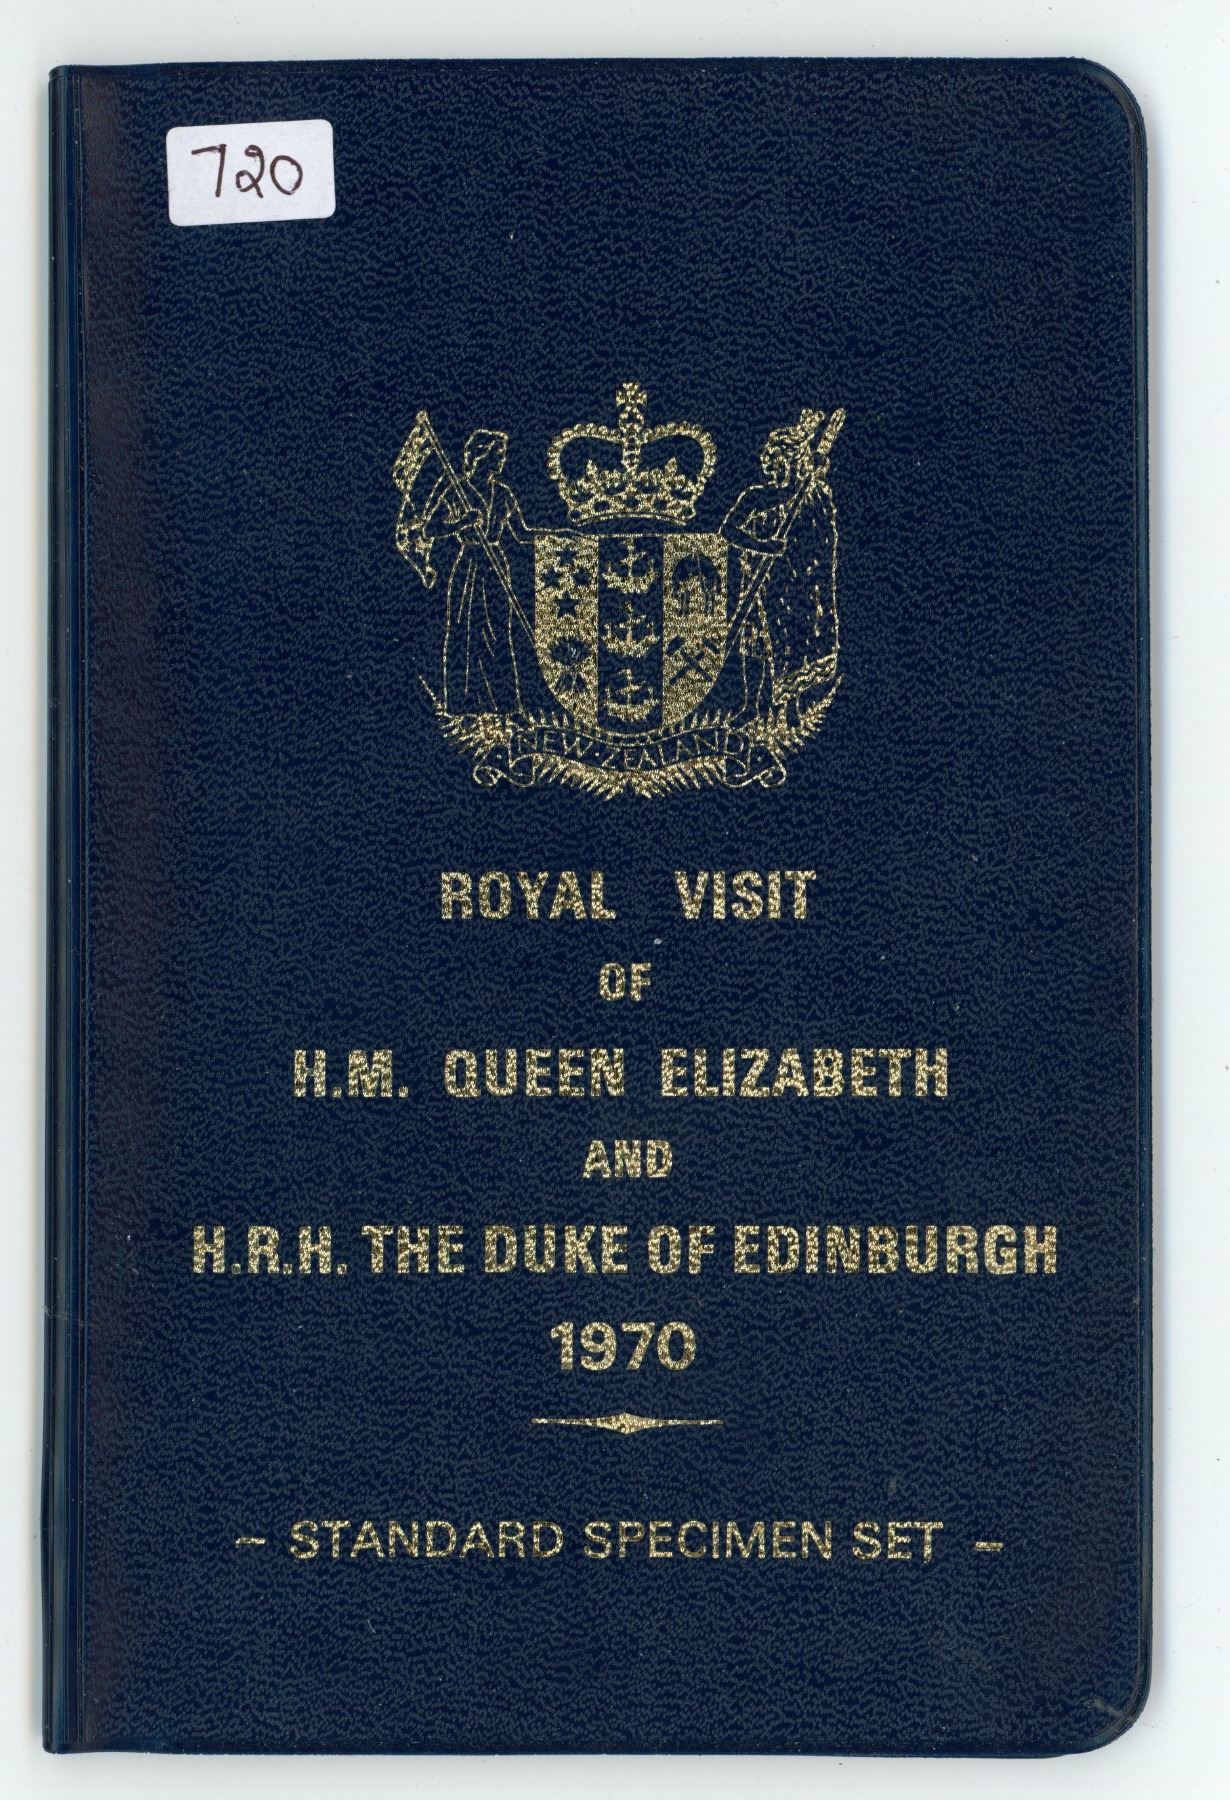 720
NEW·ZEALAND
ROYAL VISIT
OF
H.M. QUEEN ELIZABETH
AND
H.R.H. THE DUKE OF EDINBURGH
1970
- STANDARD SPECIMEN SET -